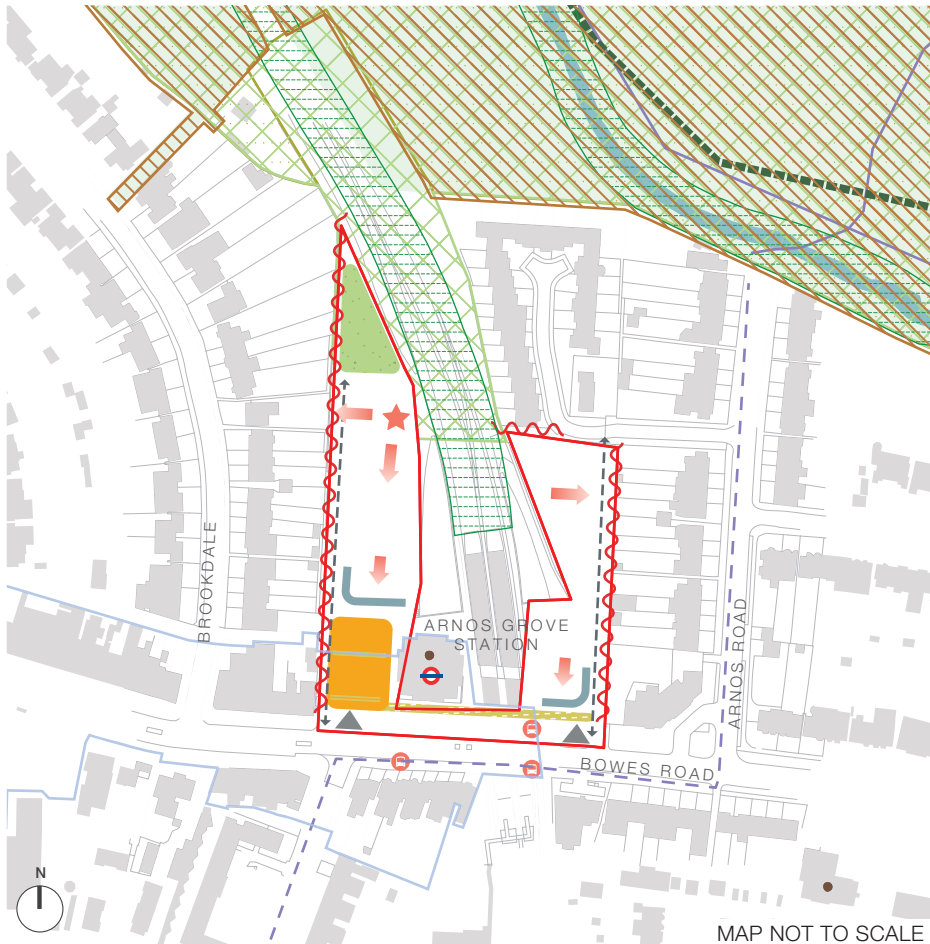 BROOKDALE
ARNOS GROVE
STATION
ARNOS ROAD
BOWES ROAD
N
MAP NOT TO SCALE